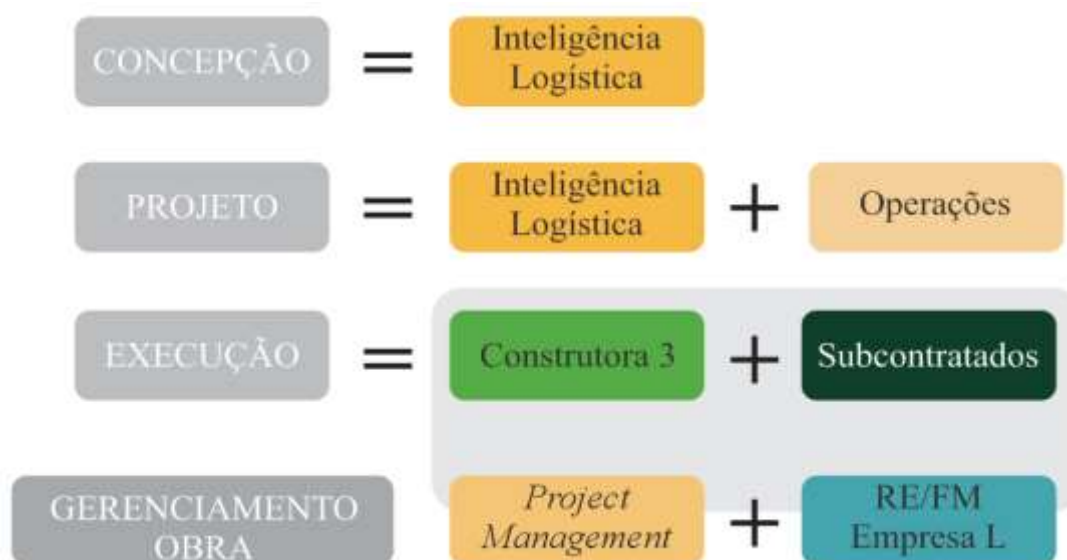 CONCEPÇÃO = Inteligência
Logística
PROJETO = Inteligência
Logística + Operações
EXECUÇÃO = Construtora 3 + Subcontratados
GERENCIAMENTO
OBRA
Project
Management + RE/FM
Empresa L